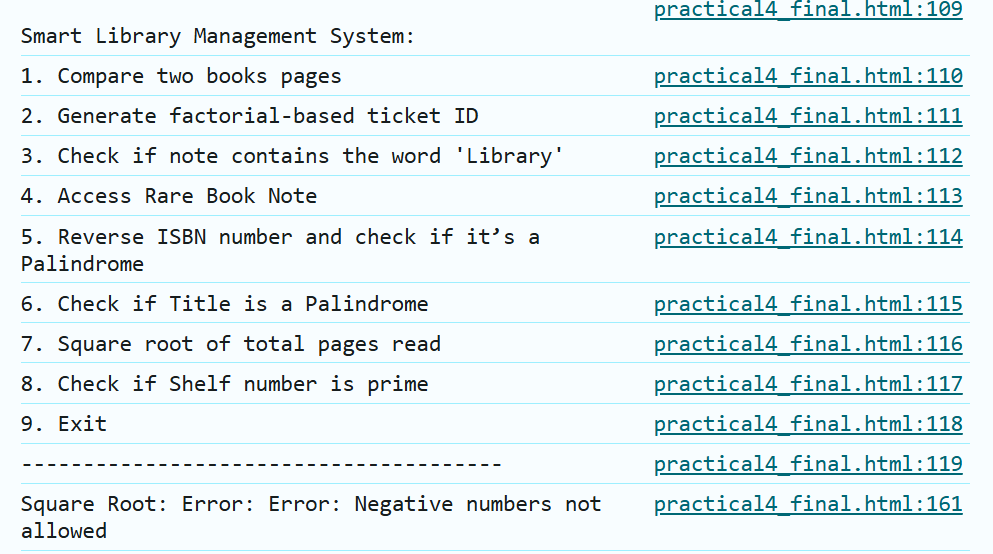 practical4_final.html:109
Smart Library Management System:
1. Compare two books pages practical4_final.html:110
2. Generate factorial-based ticket ID practical4_final.html:111
3. Check if note contains the word 'Library' practical4_final.html:112
4. Access Rare Book Note practical4_final.html:113
5. Reverse ISBN number and check if it’s a practical4_final.html:114
Palindrome
6. Check if Title is a Palindrome practical4_final.html:115
7. Square root of total pages read practical4_final.html:116
8. Check if Shelf number is prime practical4_final.html:117
9. Exit practical4_final.html:118
--------------------------------------- practical4_final.html:119
Square Root: Error: Error: Negative numbers not practical4_final.html:161
allowed